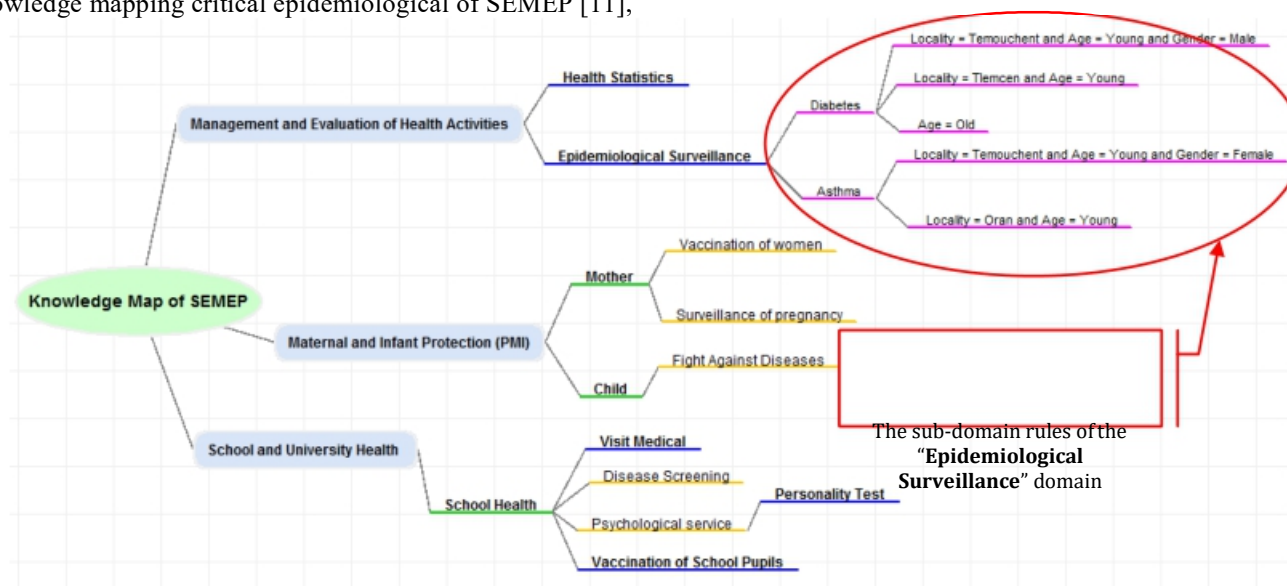 owledge mapping critical epidemiological of SEMEP [11],
Locality = Temouchent and Age = Young and Gender = Male
Health Statistics
Locality = Tlemcen and Age = Young
Diabetes
Management and Evaluation of Health Activities
Age = Old
Epidemiological Surveillance
Locality = Temouchent and Age = Young and Gender = Female
Asthma
Locality = Oran and Age = Young
Vaccination of women
Mother
Knowledge Map of SEMEP
Surveillance of pregnancy
Maternal and Infant Protection (PMI)
Fight Against Diseases
Child
The sub-domain rules of the
“Epidemiological
Surveillance” domain
School and University Health
Visit Medical
Disease Screening
Personality Test
School Health
Psychological service
Vaccination of School Pupils